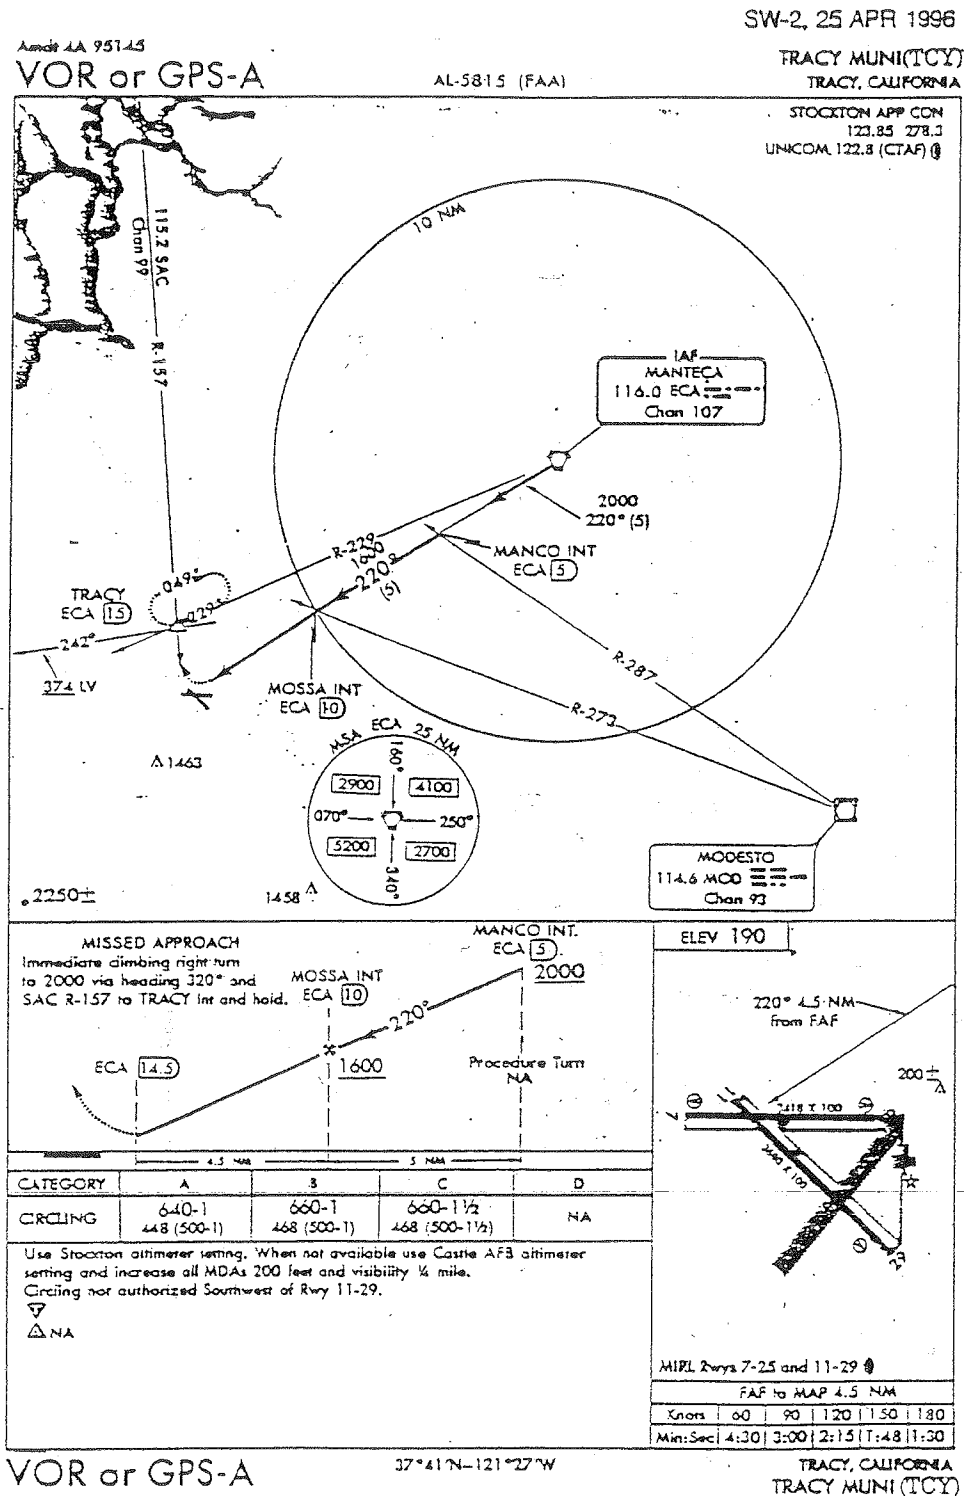 SW-2, 25 APR 1996
Amdt 4A 95145
VOR or GPS-A
AL-5815 (FAA)
TRACY MUNI(TCY)
TRACY, CALIFORNIA
STOCKTON APP CON
123.85 278.3
UNICOM 122.8 (CTAF)
10 NM
115.2 SAC
Chan 99
R-157
IAF
MANTECA
116.0 ECA
Chan 107
2000
220° (5)
MANCO INT
ECA 5
R-229
1600
220°
(5)
TRACY
ECA 15
049°
229°
242°
374 LV
MOSSA INT
ECA 10
R-287
R-273
MSA ECA 25 NM
160°
2900
4100
070°
250°
5200
2700
340°
1463
MODESTO
114.6 MOD
Chan 93
2250±
1458
MISSED APPROACH
Immediate climbing right turn
to 2000 via heading 320° and
SAC R-157 to TRACY Int and hold.
MANCO INT.
ECA 5
2000
MOSSA INT
ECA 10
220°
1600
ECA 14.5
Procedure Turn
NA
4.5 NM
5 NM
ELEV 190
220° 4.5 NM
from FAF
200±
7
3418 X 100
X 100
29
CATEGORY A B C D
CIRCLING 640-1 660-1 660-1½ NA
448 (500-1) 468 (500-1) 468 (500-1½)
Use Stockton altimeter setting. When not available use Castle AFB altimeter
setting and increase all MDAs 200 feet and visibility ¼ mile.
Circling not authorized Southwest of Rwy 11-29.
NA
MIRL Rwys 7-25 and 11-29
FAF to MAP 4.5 NM
Knots 60 90 120 150 180
Min:Sec 4:30 3:00 2:15 1:48 1:30
VOR or GPS-A
37°41'N-121°27'W
TRACY, CALIFORNIA
TRACY MUNI (TCY)